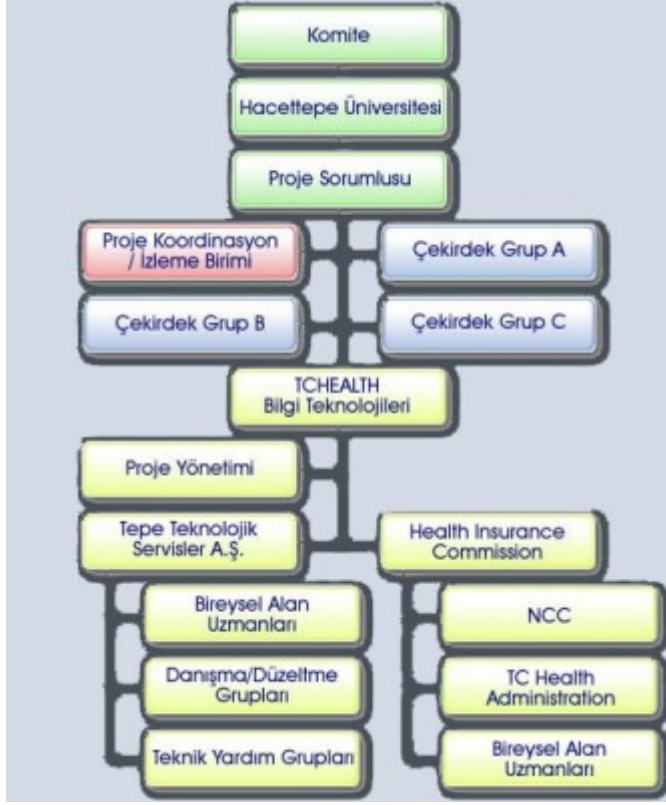 Komite
Hacettepe Üniversitesi
Proje Sorumlusu
Proje Koordinasyon
/ İzleme Birimi
Çekirdek Grup A
Çekirdek Grup B
Çekirdek Grup C
TCHEALTH
Bilgi Teknolojileri
Proje Yönetimi
Tepe Teknolojik
Servisler A.Ş.
Health Insurance
Commission
Bireysel Alan
Uzmanları
NCC
Danışma/Düzeltme
Grupları
TC Health
Administration
Teknik Yardım Grupları
Bireysel Alan
Uzmanları